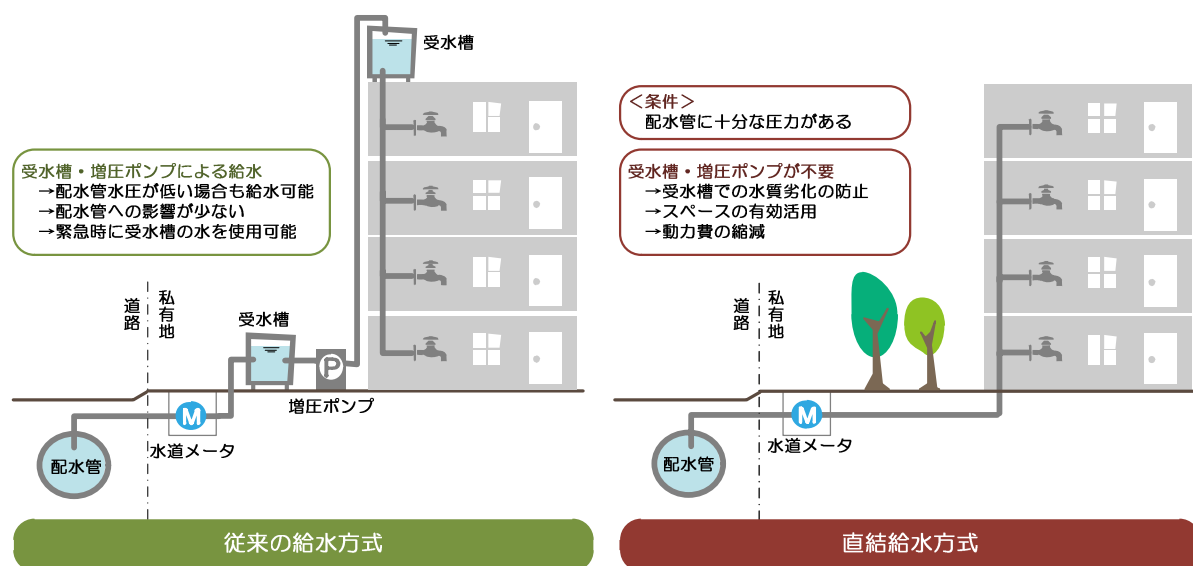 受水槽
受水槽・増圧ポンプによる給水
→配水管水圧が低い場合も給水可能
→配水管への影響が少ない
→緊急時に受水槽の水を使用可能
道路
私有地
受水槽
P
増圧ポンプ
M
水道メータ
配水管
従来の給水方式
＜条件＞
配水管に十分な圧力がある
受水槽・増圧ポンプが不要
→受水槽での水質劣化の防止
→スペースの有効活用
→動力費の縮減
道路
私有地
M
水道メータ
配水管
直結給水方式